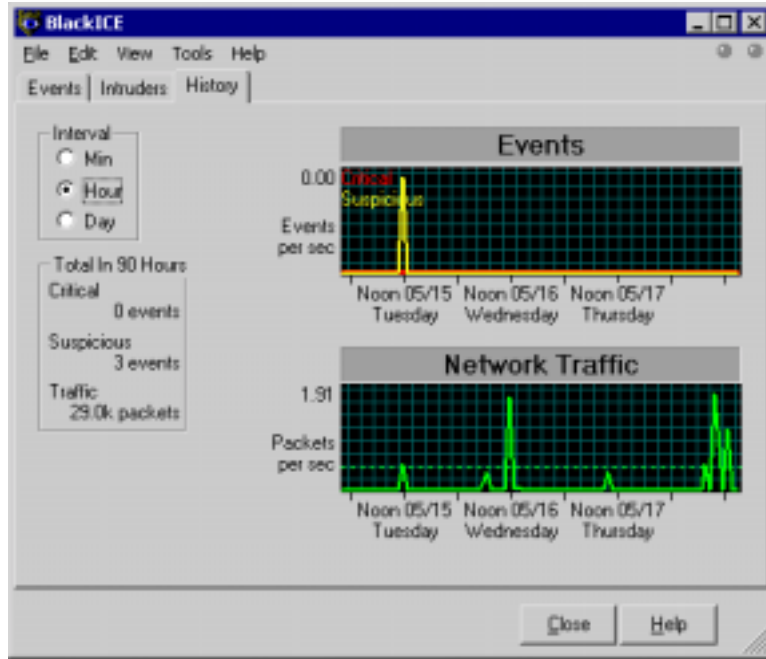 BlackICE
File Edit View Tools Help
Events Intruders History
Interval
Min
Hour
Day
Total In 90 Hours
Critical
0 events
Suspicious
3 events
Traffic
29.0k packets
Events
0.00
Critical
Suspicious
Events
per sec
Noon 05/15 Noon 05/16 Noon 05/17
Tuesday Wednesday Thursday
Network Traffic
1.91
Packets
per sec
Noon 05/15 Noon 05/16 Noon 05/17
Tuesday Wednesday Thursday
Close Help